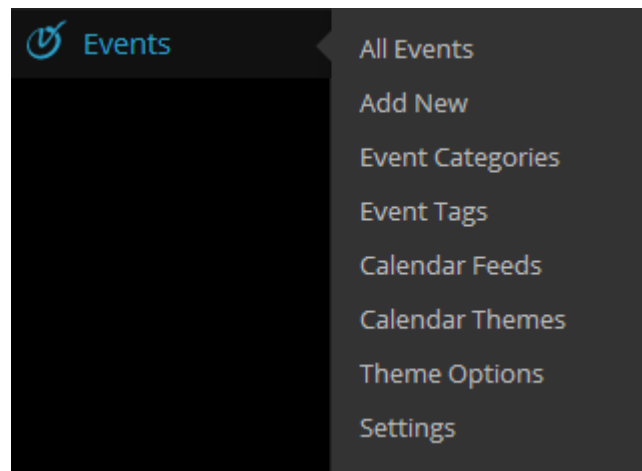 Events
All Events
Add New
Event Categories
Event Tags
Calendar Feeds
Calendar Themes
Theme Options
Settings